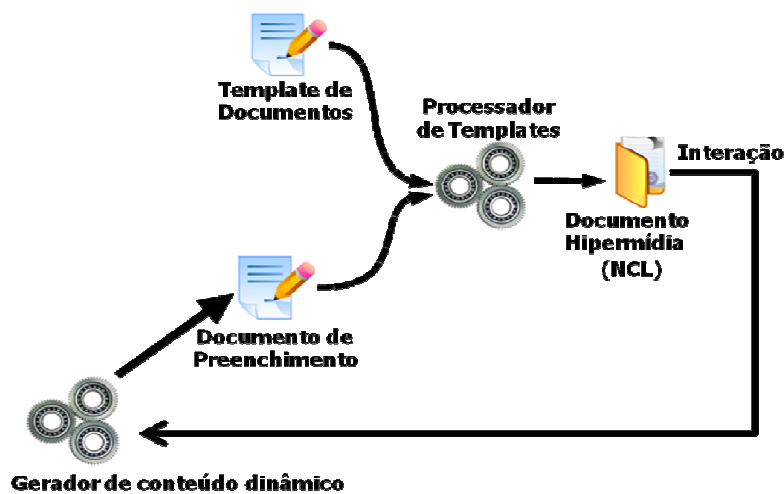 Template de
Documentos
Processador
de Templates
Interação
Documento
Hipermídia
(NCL)
Documento de
Preenchimento
Gerador de conteúdo dinâmico